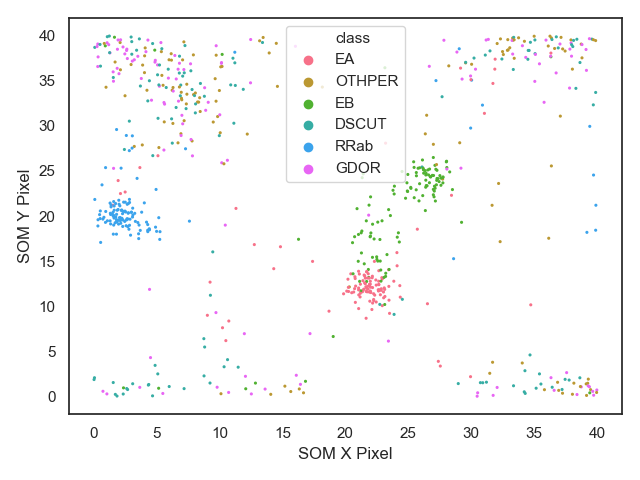 class
EA
OTHPER
EB
DSCUT
RRab
GDOR
SOM Y Pixel
40
35
30
25
20
15
10
5
0
0 5 10 15 20 25 30 35 40
SOM X Pixel